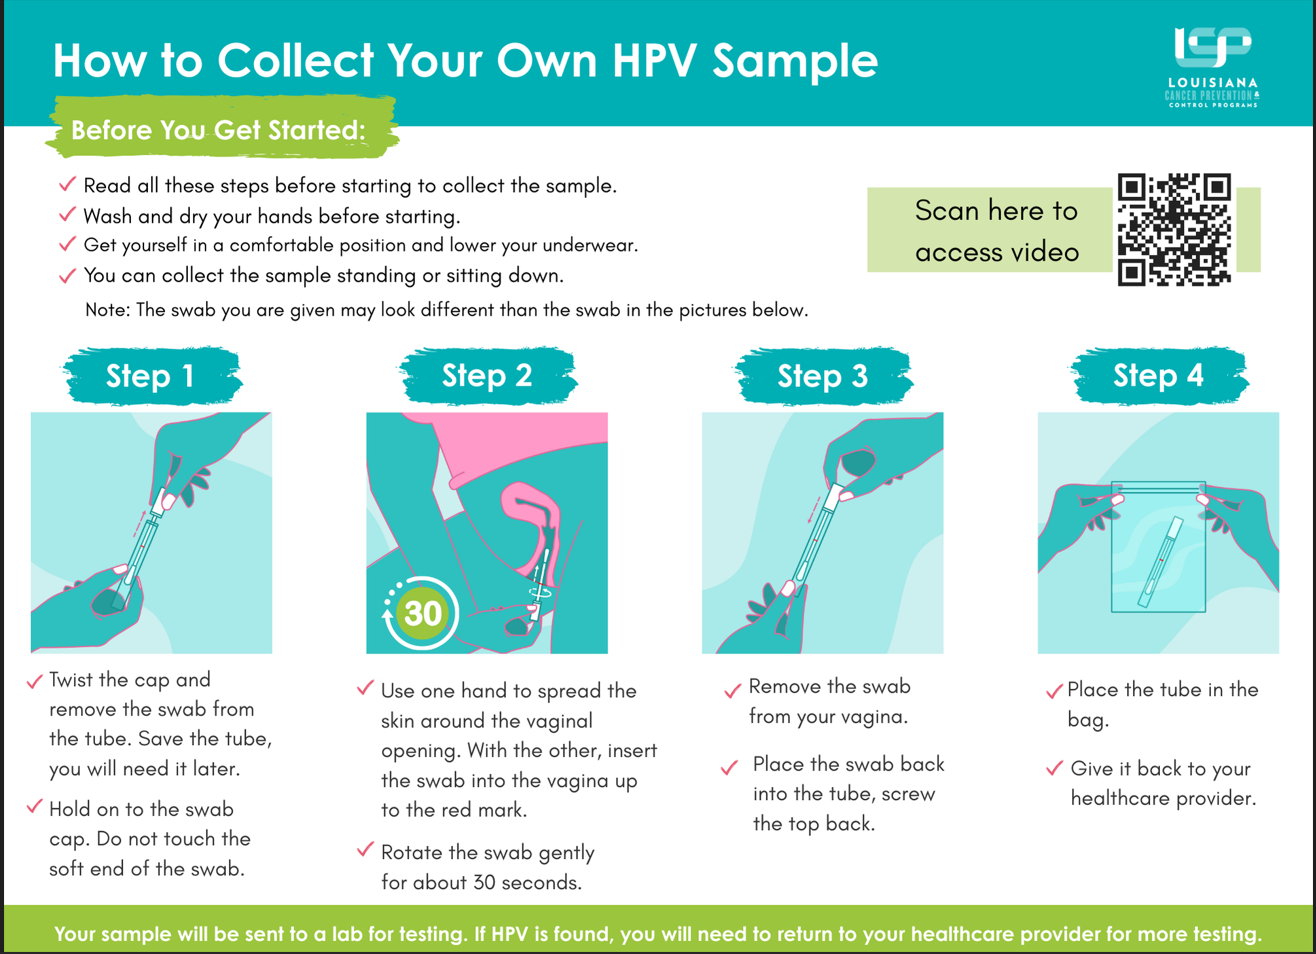 How to Collect Your Own HPV Sample
LOUISIANA
CANCER PREVENTION &
CONTROL PROGRAMS
Before You Get Started:
Read all these steps before starting to collect the sample.
Wash and dry your hands before starting.
Get yourself in a comfortable position and lower your underwear.
You can collect the sample standing or sitting down.
Note: The swab you are given may look different than the swab in the pictures below.
Scan here to
access video
Step 1
Twist the cap and
remove the swab from
the tube. Save the tube,
you will need it later.
Hold on to the swab
cap. Do not touch the
soft end of the swab.
Step 2
30
Use one hand to spread the
skin around the vaginal
opening. With the other, insert
the swab into the vagina up
to the red mark.
Rotate the swab gently
for about 30 seconds.
Step 3
Remove the swab
from your vagina.
Place the swab back
into the tube, screw
the top back.
Step 4
Place the tube in the
bag.
Give it back to your
healthcare provider.
Your sample will be sent to a lab for testing. If HPV is found, you will need to return to your healthcare provider for more testing.